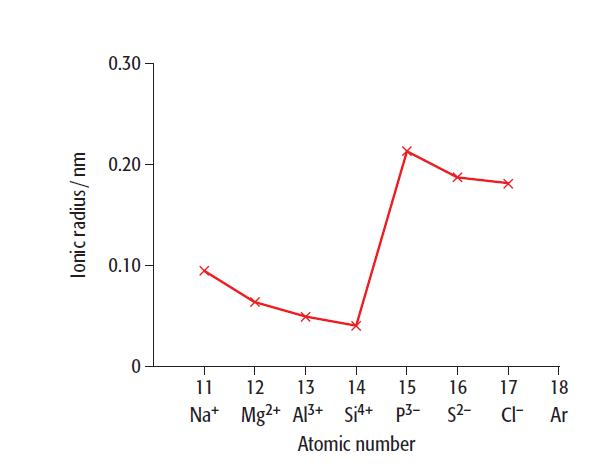 0.30
0.20
0.10
0
Ionic radius / nm
11 12 13 14 15 16 17 18
Na⁺ Mg²⁺ Al³⁺ Si⁴⁺ P³⁻ S²⁻ Cl⁻ Ar
Atomic number